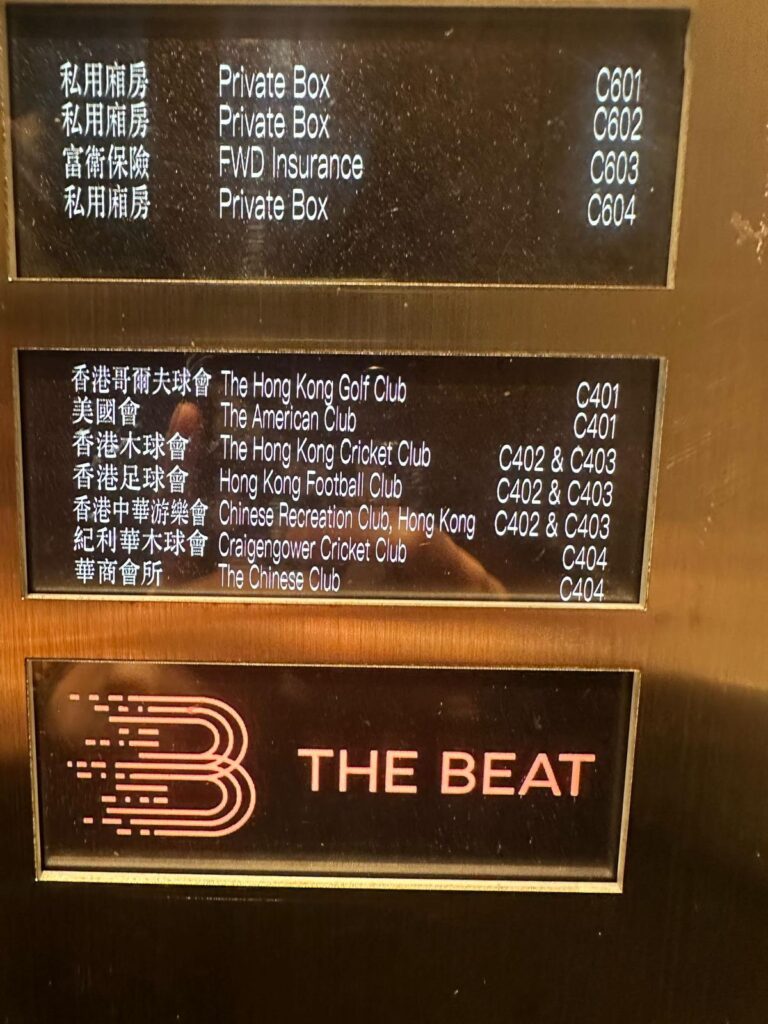 私用廂房 Private Box C601
私用廂房 Private Box C602
富衛保險 FWD Insurance C603
私用廂房 Private Box C604
香港哥爾夫球會 The Hong Kong Golf Club C401
美國會 The American Club C401
香港木球會 The Hong Kong Cricket Club C402 & C403
香港足球會 Hong Kong Football Club C402 & C403
香港中華游樂會 Chinese Recreation Club, Hong Kong C402 & C403
紀利華木球會 Craigengower Cricket Club C404
華商會所 The Chinese Club C404
THE BEAT